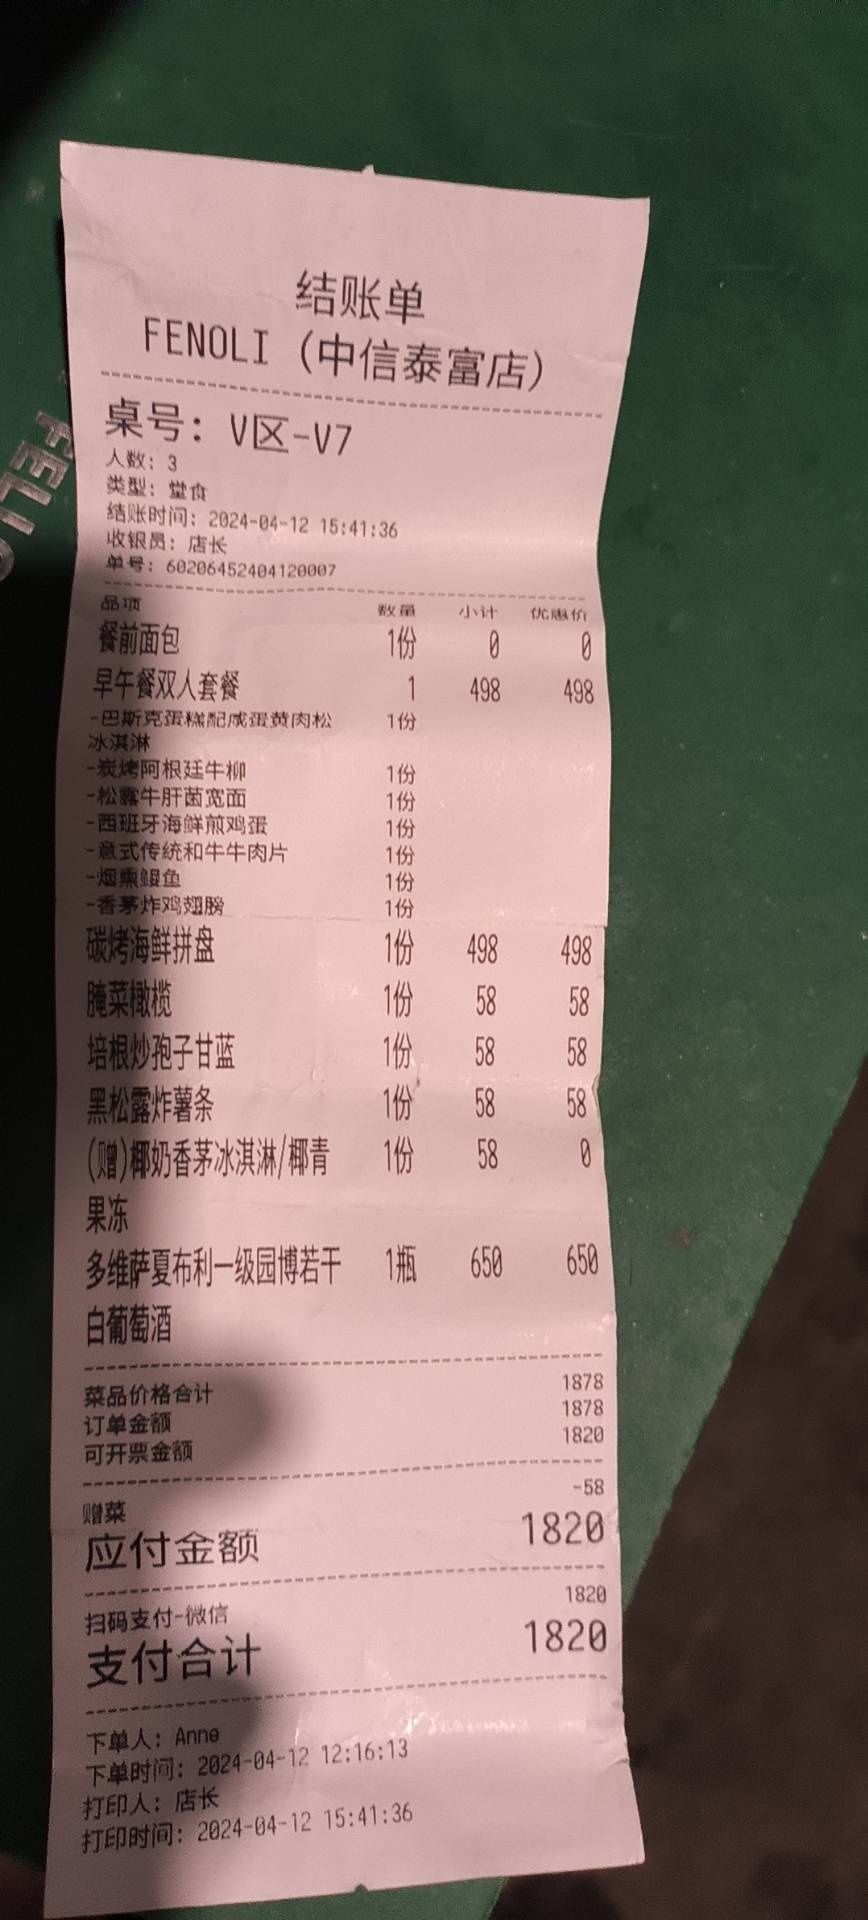 结账单
FENOLI（中信泰富店）
桌号：V区-V7
人数：3
类型：堂食
结账时间：2024-04-12 15:41:36
收银员：店长
单号：60206452404120007
品项 数量 小计 优惠价
餐前面包 1份 0 0
早午餐双人套餐 1 498 498
-巴斯克蛋糕配咸蛋黄肉松 1份
冰淇淋
-炭烤阿根廷牛柳 1份
-松露牛肝菌宽面 1份
-西班牙海鲜煎鸡蛋 1份
-意式传统和牛牛肉片 1份
-烟熏鳗鱼 1份
-香茅炸鸡翅膀 1份
碳烤海鲜拼盘 1份 498 498
腌菜橄榄 1份 58 58
培根炒孢子甘蓝 1份 58 58
黑松露炸薯条 1份 58 58
(赠)椰奶香茅冰淇淋/椰青 1份 58 0
果冻
多维萨夏布利一级园博若干 1瓶 650 650
白葡萄酒
菜品价格合计 1878
订单金额 1878
可开票金额 1820
赠菜 -58
应付金额 1820
扫码支付-微信 1820
支付合计 1820
下单人：Anne
下单时间：2024-04-12 12:16:13
打印人：店长
打印时间：2024-04-12 15:41:36